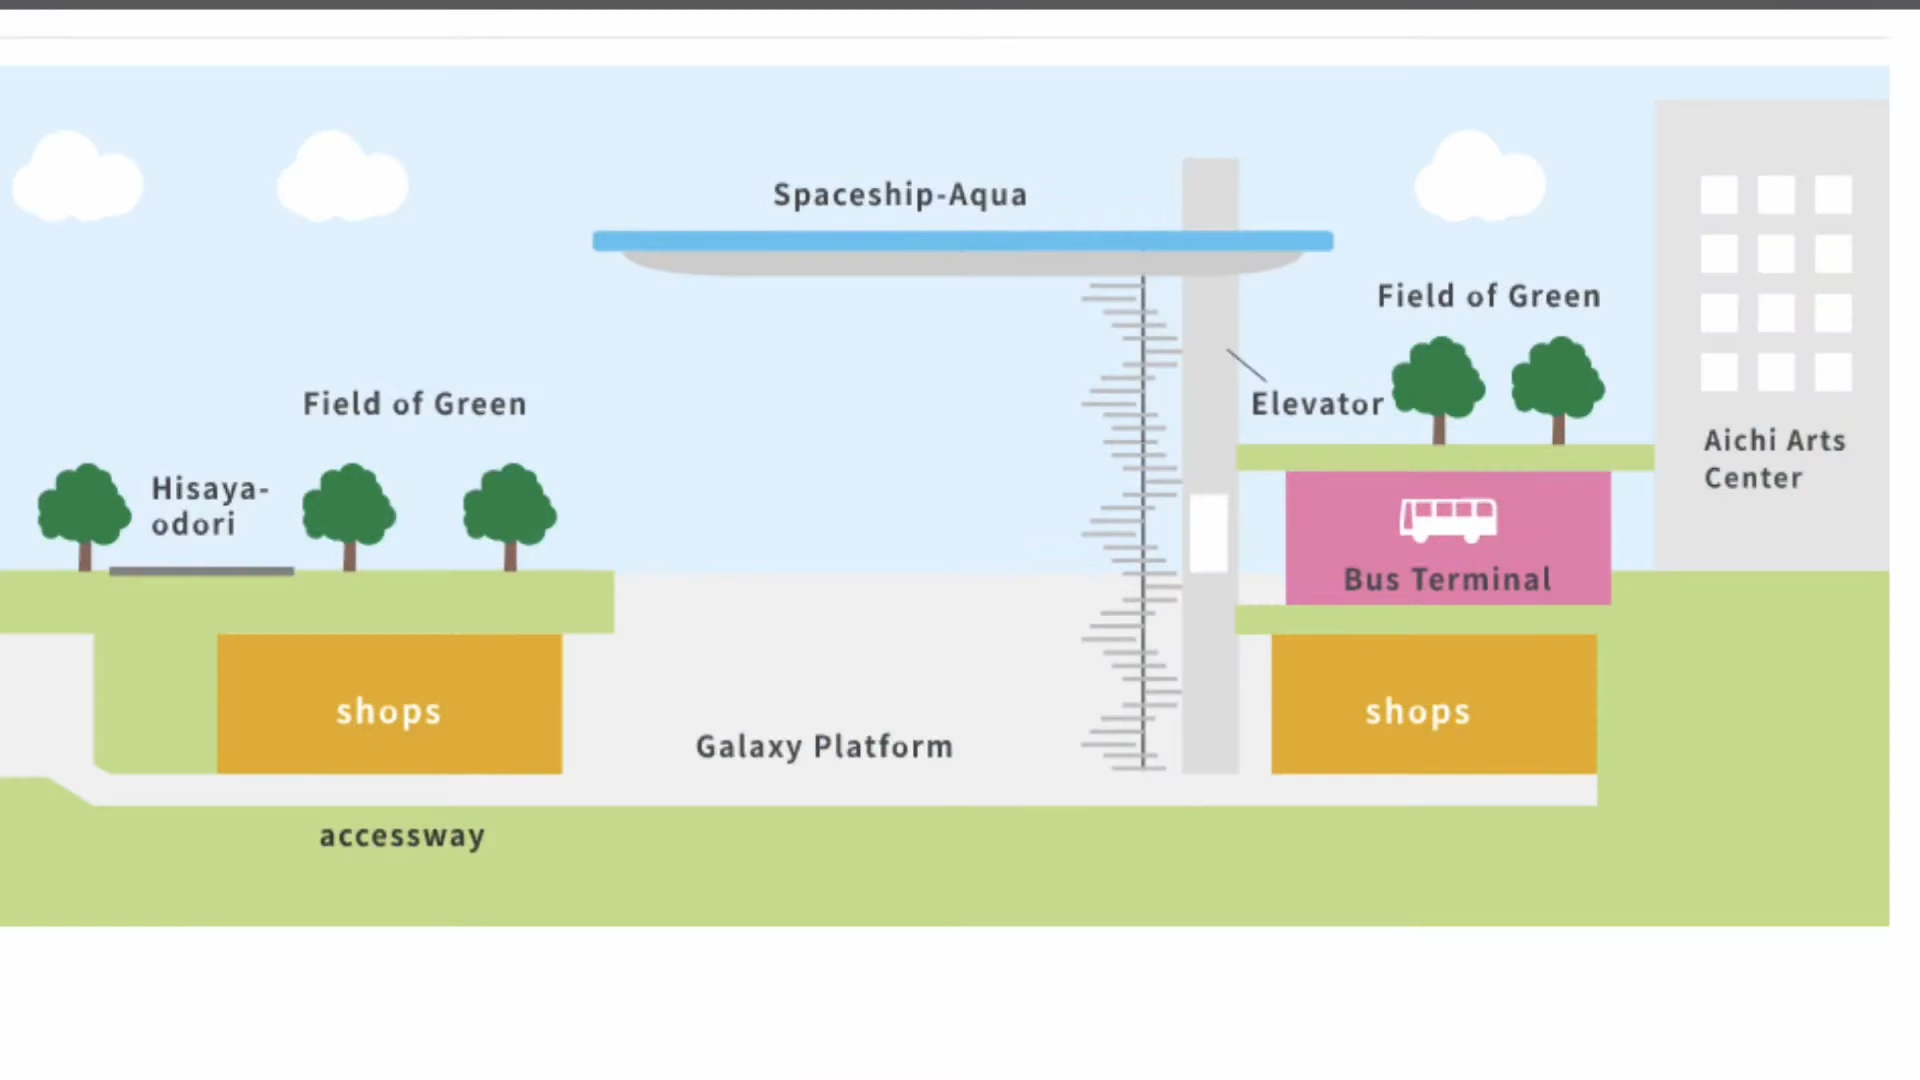 Spaceship-Aqua
Field of Green
Elevator
Field of Green
Aichi Arts
Center
Hisaya-
odori
Bus Terminal
shops
shops
Galaxy Platform
accessway